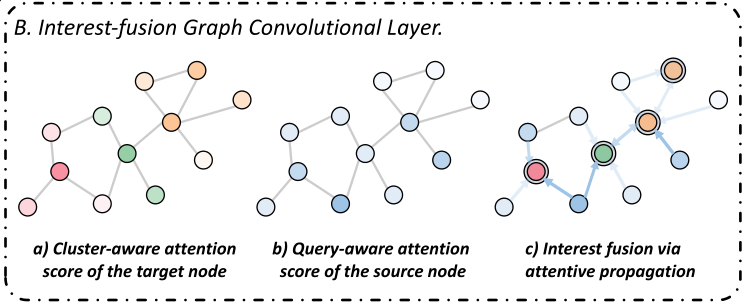 B. Interest-fusion Graph Convolutional Layer.
a) Cluster-aware attention
score of the target node
b) Query-aware attention
score of the source node
c) Interest fusion via
attentive propagation